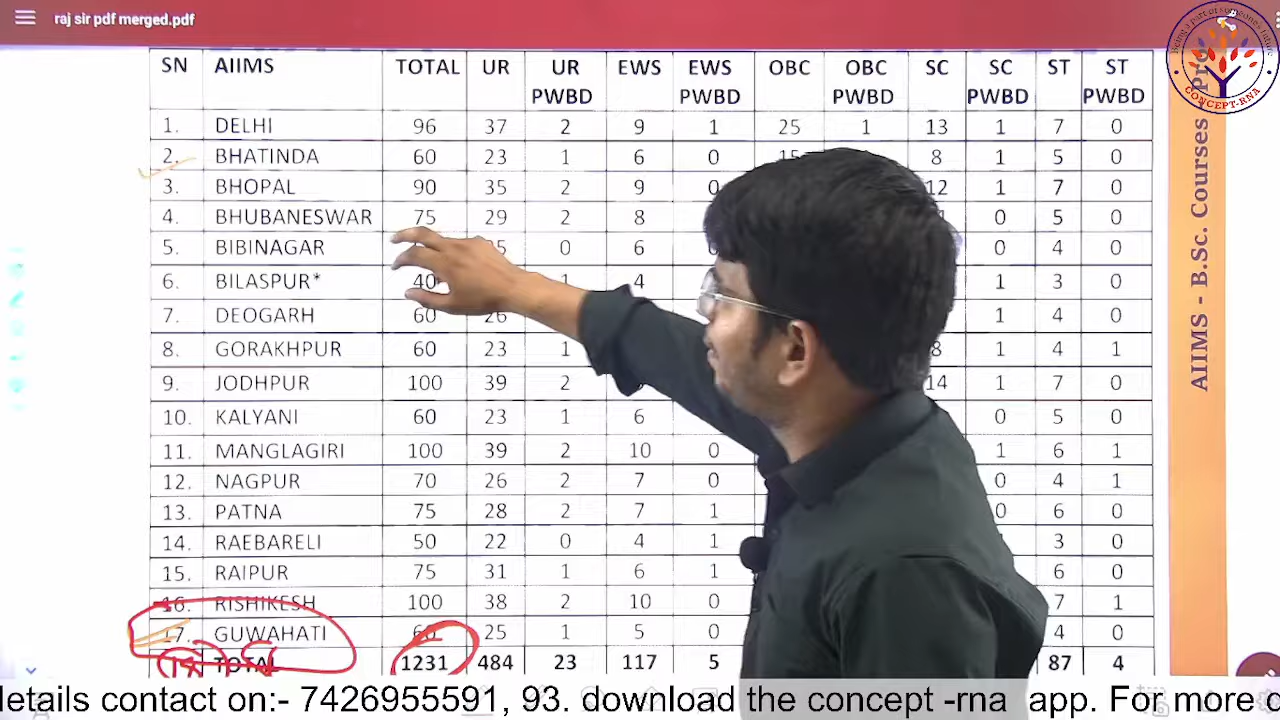 raj sir pdf merged.pdf
Being a part of someone's future
CONCEPT-RNA
SN AIIMS TOTAL UR UR PWBD EWS EWS PWBD OBC OBC PWBD SC SC PWBD ST ST PWBD
1. DELHI 96 37 2 9 1 25 1 13 1 7 0
2. BHATINDA 60 23 1 6 0 15 8 1 5 0
3. BHOPAL 90 35 2 9 0 12 1 7 0
4. BHUBANESWAR 75 29 2 8 0 5 0
5. BIBINAGAR 0 6 0 4 0
6. BILASPUR* 40 1 4 1 3 0
7. DEOGARH 60 26 1 4 0
8. GORAKHPUR 60 23 1 8 1 4 1
9. JODHPUR 100 39 2 14 1 7 0
10. KALYANI 60 23 1 6 0 5 0
11. MANGLAGIRI 100 39 2 10 0 1 6 1
12. NAGPUR 70 26 2 7 0 0 4 1
13. PATNA 75 28 2 7 1 0 6 0
14. RAEBARELI 50 22 0 4 1 3 0
15. RAIPUR 75 31 1 6 1 6 0
16. RISHIKESH 100 38 2 10 0 7 1
17. GUWAHATI 25 1 5 0 4 0
18 TOTAL 1231 484 23 117 5 87 4
AIIMS - B.Sc. Courses
details contact on:- 7426955591, 93. download the concept -rna app. For more